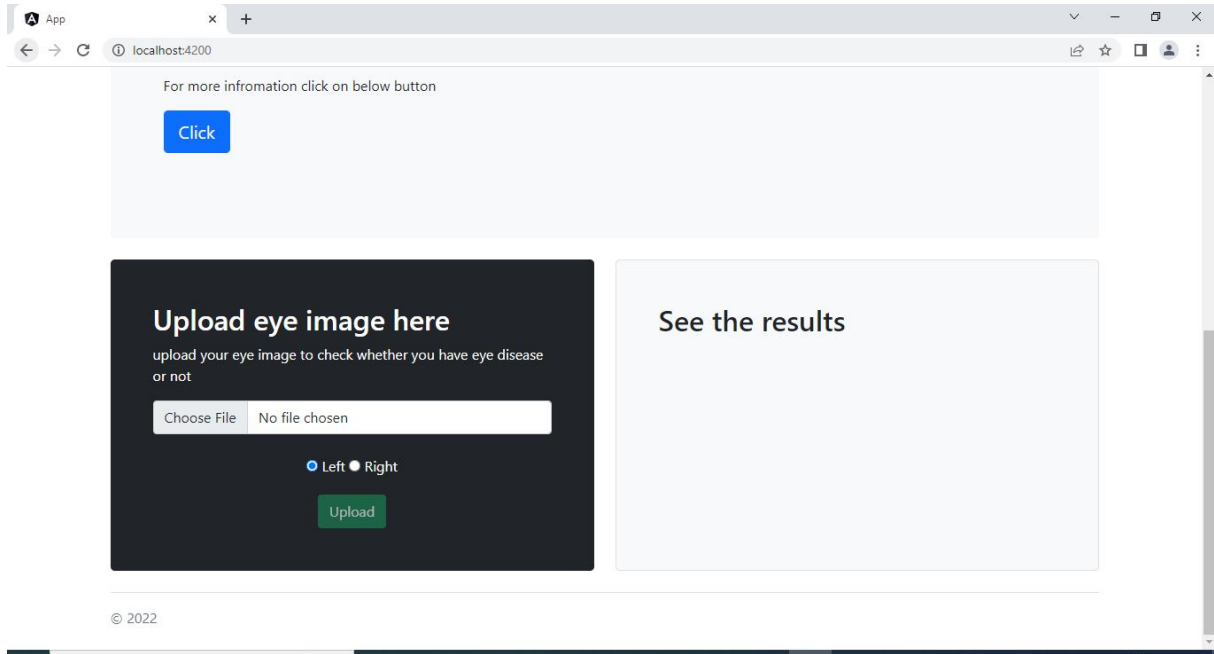 App
localhost:4200
For more infromation click on below button
Click
Upload eye image here
upload your eye image to check whether you have eye disease
or not
Choose File No file chosen
Left Right
Upload
See the results
© 2022